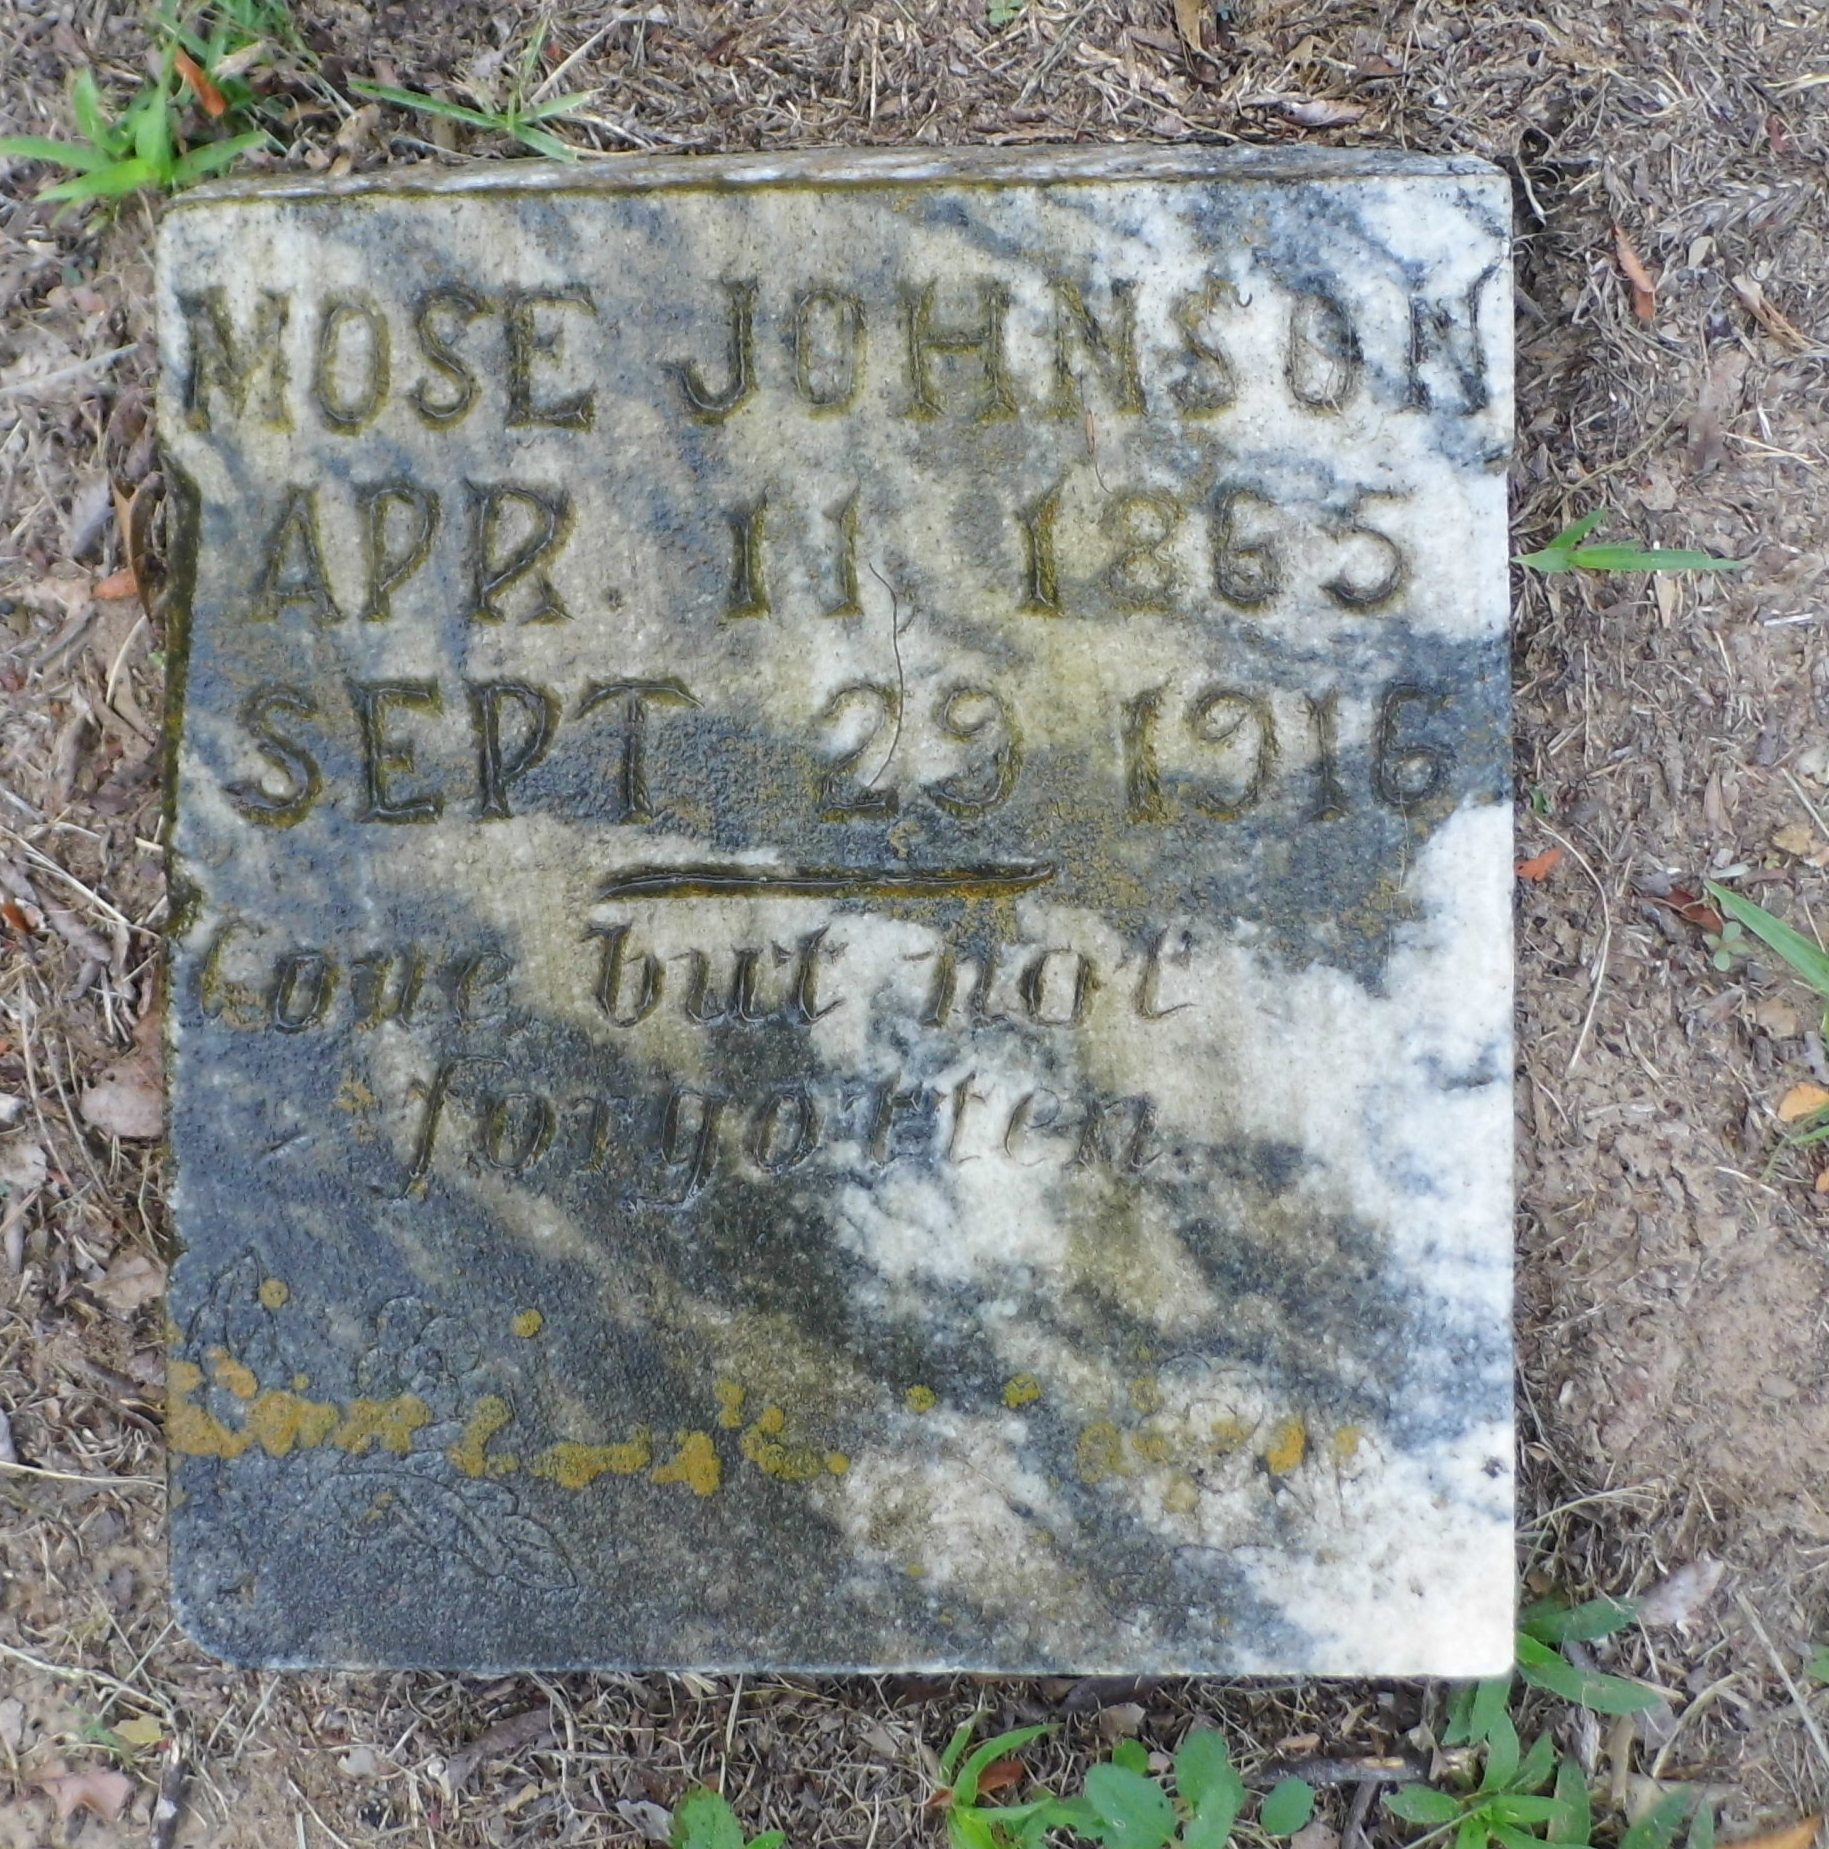 MOSE JOHNSON
APR 11 1865
SEPT 29 1916
Gone but not
forgotten